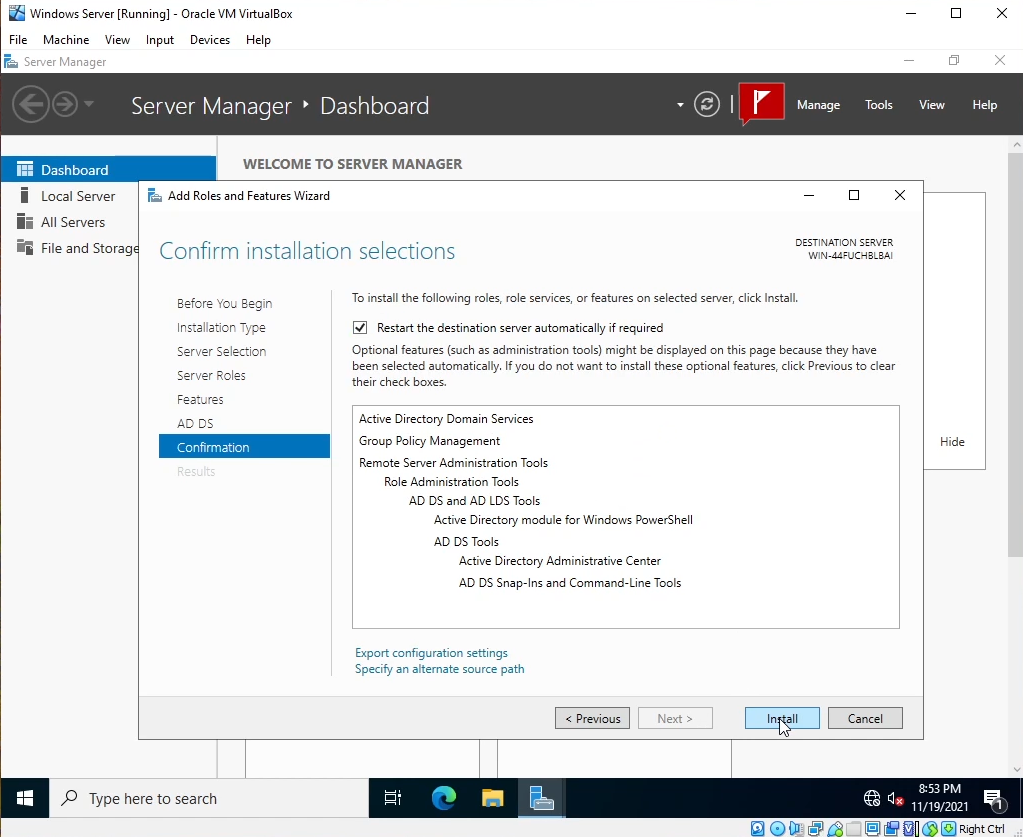 Windows Server [Running] - Oracle VM VirtualBox
File Machine View Input Devices Help
Server Manager
Server Manager ‣ Dashboard
Manage Tools View Help
Dashboard
WELCOME TO SERVER MANAGER
Local Server
All Servers
File and Storage
Add Roles and Features Wizard
Confirm installation selections
DESTINATION SERVER
WIN-44FUCHBLBAI
Before You Begin
Installation Type
Server Selection
Server Roles
Features
AD DS
Confirmation
Results
To install the following roles, role services, or features on selected server, click Install.
Restart the destination server automatically if required
Optional features (such as administration tools) might be displayed on this page because they have
been selected automatically. If you do not want to install these optional features, click Previous to clear
their check boxes.
Active Directory Domain Services
Group Policy Management
Remote Server Administration Tools
Role Administration Tools
AD DS and AD LDS Tools
Active Directory module for Windows PowerShell
AD DS Tools
Active Directory Administrative Center
AD DS Snap-Ins and Command-Line Tools
Hide
Export configuration settings
Specify an alternate source path
< Previous Next > Install Cancel
Type here to search
8:53 PM
11/19/2021
1
Right Ctrl